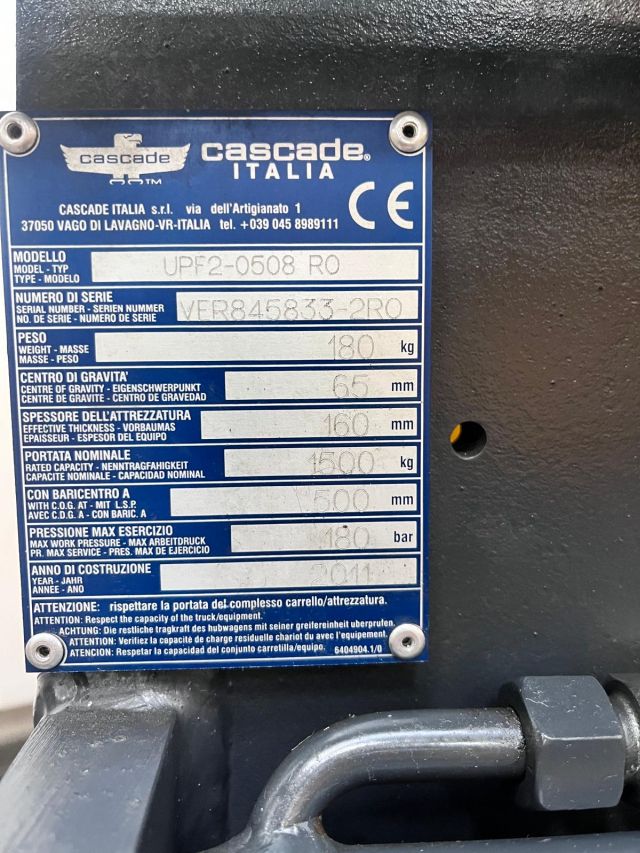 cascade
TM
cascade®
ITALIA
CASCADE ITALIA s.r.l. via dell'Artigianato 1
37050 VAGO DI LAVAGNO-VR-ITALIA tel. +039 045 8989111
CE
MODELLO
MODEL - TYP
TYPE - MODELO
UPF2-0508 RO
NUMERO DI SERIE
SERIAL NUMBER - SERIEN NUMMER
NO. DE SERIE - NUMERO DE SERIE
VER845833-2RO
PESO
WEIGHT - MASSE
MASSE - PESO
180 kg
CENTRO DI GRAVITA'
CENTRE OF GRAVITY - EIGENSCHWERPUNKT
CENTRE DE GRAVITE - CENTRO DE GRAVEDAD
65 mm
SPESSORE DELL'ATTREZZATURA
EFFECTIVE THICKNESS - VORBAUMAS
EPAISSEUR - ESPESOR DEL EQUIPO
160 mm
PORTATA NOMINALE
RATED CAPACITY - NENNTRAGFAHIGKEIT
CAPACITE NOMINALE - CAPACIDAD NOMINAL
1500 kg
CON BARICENTRO A
WITH C.O.G. AT - MIT L.S.P.
AVEC C.D.G. A - CON BARIC. A
500 mm
PRESSIONE MAX ESERCIZIO
MAX WORK PRESSURE - MAX ARBEITDRUCK
PR. MAX SERVICE - PRES. MAX DE EJERCICIO
180 bar
ANNO DI COSTRUZIONE
YEAR - JAHR
ANNEE - ANO
2011
ATTENZIONE: rispettare la portata del complesso carrello/attrezzatura.
ATTENTION: Respect the capacity of the truck/equipment.
ACHTUNG: Die restliche tragkraft des hubwagens mit seiner greifereinheit uberprufen.
ATTENTION: Verifiez la capacité de charge residuelle chariot du avec l'equipement.
ATENCION: Respetar la capacidad del conjunto carretilla/equipo. 6404904.1/0